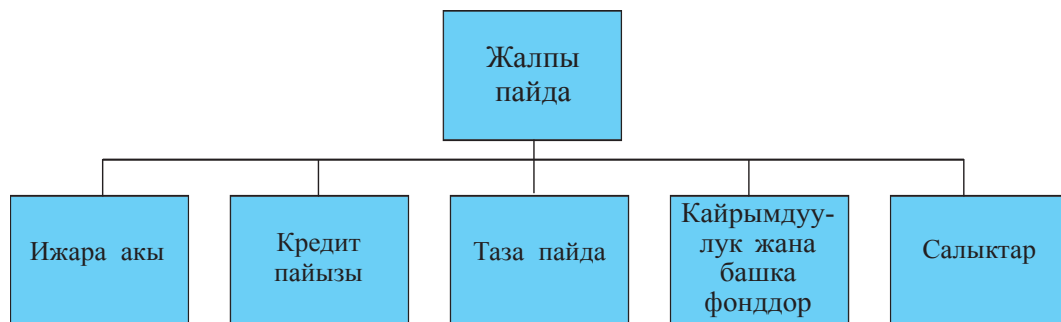 Жалпы
пайда
Ижара акы
Кредит
пайызы
Таза пайда
Кайрымдуу-
лук жана
башка
фонддор
Салыктар